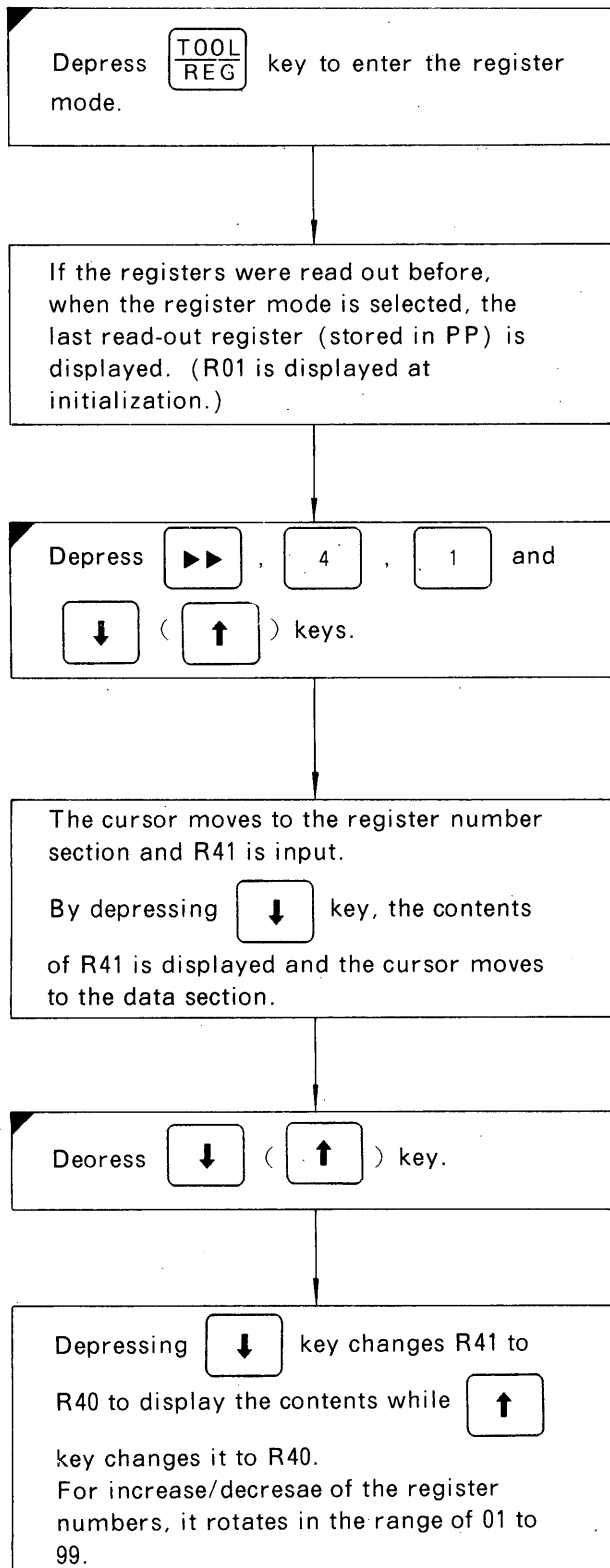 Depress TOOL/REG key to enter the register
mode.
If the registers were read out before,
when the register mode is selected, the
last read-out register (stored in PP) is
displayed. (R01 is displayed at
initialization.)
Depress ▶▶ , 4 , 1 and
⬇ ( ⬆ ) keys.
The cursor moves to the register number
section and R41 is input.
By depressing ⬇ key, the contents
of R41 is displayed and the cursor moves
to the data section.
Deoress ⬇ ( ⬆ ) key.
Depressing ⬇ key changes R41 to
R40 to display the contents while ⬆
key changes it to R40.
For increase/decresae of the register
numbers, it rotates in the range of 01 to
99.